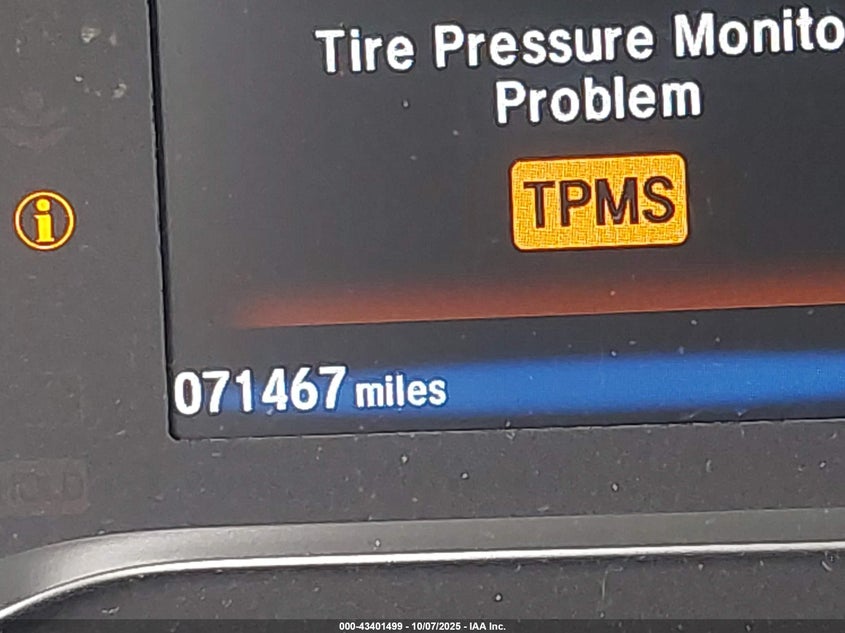 Tire Pressure Monito
Problem
TPMS
i
071467 miles
000-43401499 - 10/07/2025 - IAA Inc.